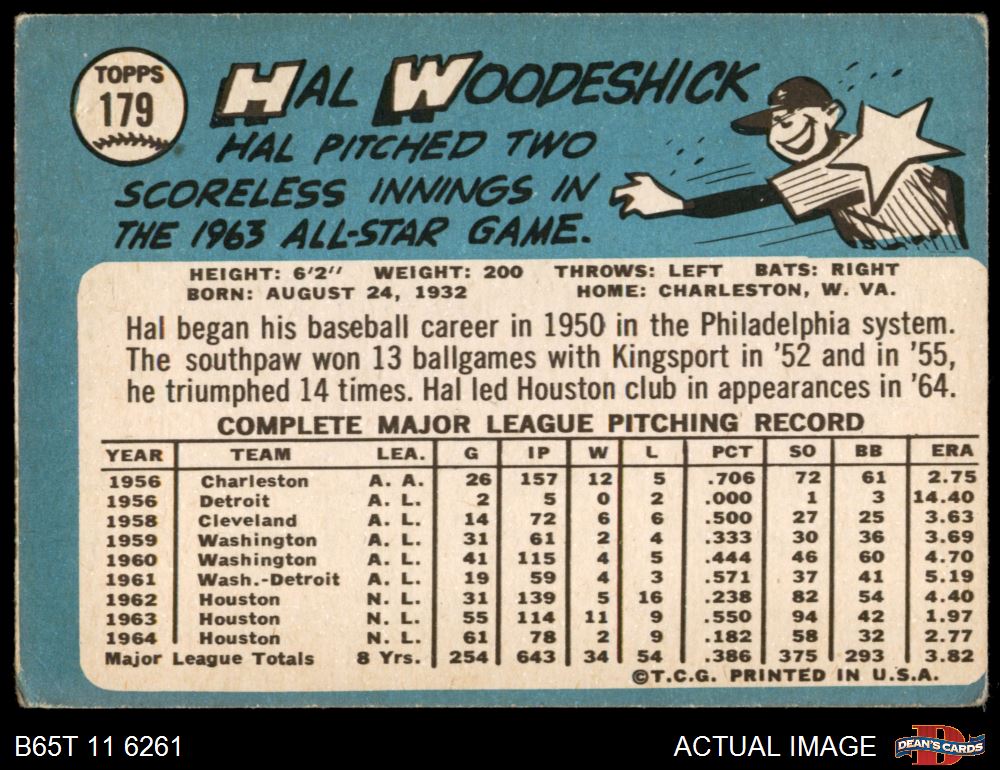 TOPPS
179
HAL WOODESHICK
HAL PITCHED TWO
SCORELESS INNINGS IN
THE 1963 ALL-STAR GAME.
HEIGHT: 6'2" WEIGHT: 200 THROWS: LEFT BATS: RIGHT
BORN: AUGUST 24, 1932 HOME: CHARLESTON, W. VA.
Hal began his baseball career in 1950 in the Philadelphia system.
The southpaw won 13 ballgames with Kingsport in '52 and in '55,
he triumphed 14 times. Hal led Houston club in appearances in '64.
COMPLETE MAJOR LEAGUE PITCHING RECORD
YEAR TEAM LEA. G IP W L PCT SO BB ERA
1956 Charleston A. A. 26 157 12 5 .706 72 61 2.75
1956 Detroit A. L. 2 5 0 2 .000 1 3 14.40
1958 Cleveland A. L. 14 72 6 6 .500 27 25 3.63
1959 Washington A. L. 31 61 2 4 .333 30 36 3.69
1960 Washington A. L. 41 115 4 5 .444 46 60 4.70
1961 Wash.-Detroit A. L. 19 59 4 3 .571 37 41 5.19
1962 Houston N. L. 31 139 5 16 .238 82 54 4.40
1963 Houston N. L. 55 114 11 9 .550 94 42 1.97
1964 Houston N. L. 61 78 2 9 .182 58 32 2.77
Major League Totals 8 Yrs. 254 643 34 54 .386 375 293 3.82
©T.C.G. PRINTED IN U.S.A.
B65T 11 6261
ACTUAL IMAGE
DEAN'S CARDS